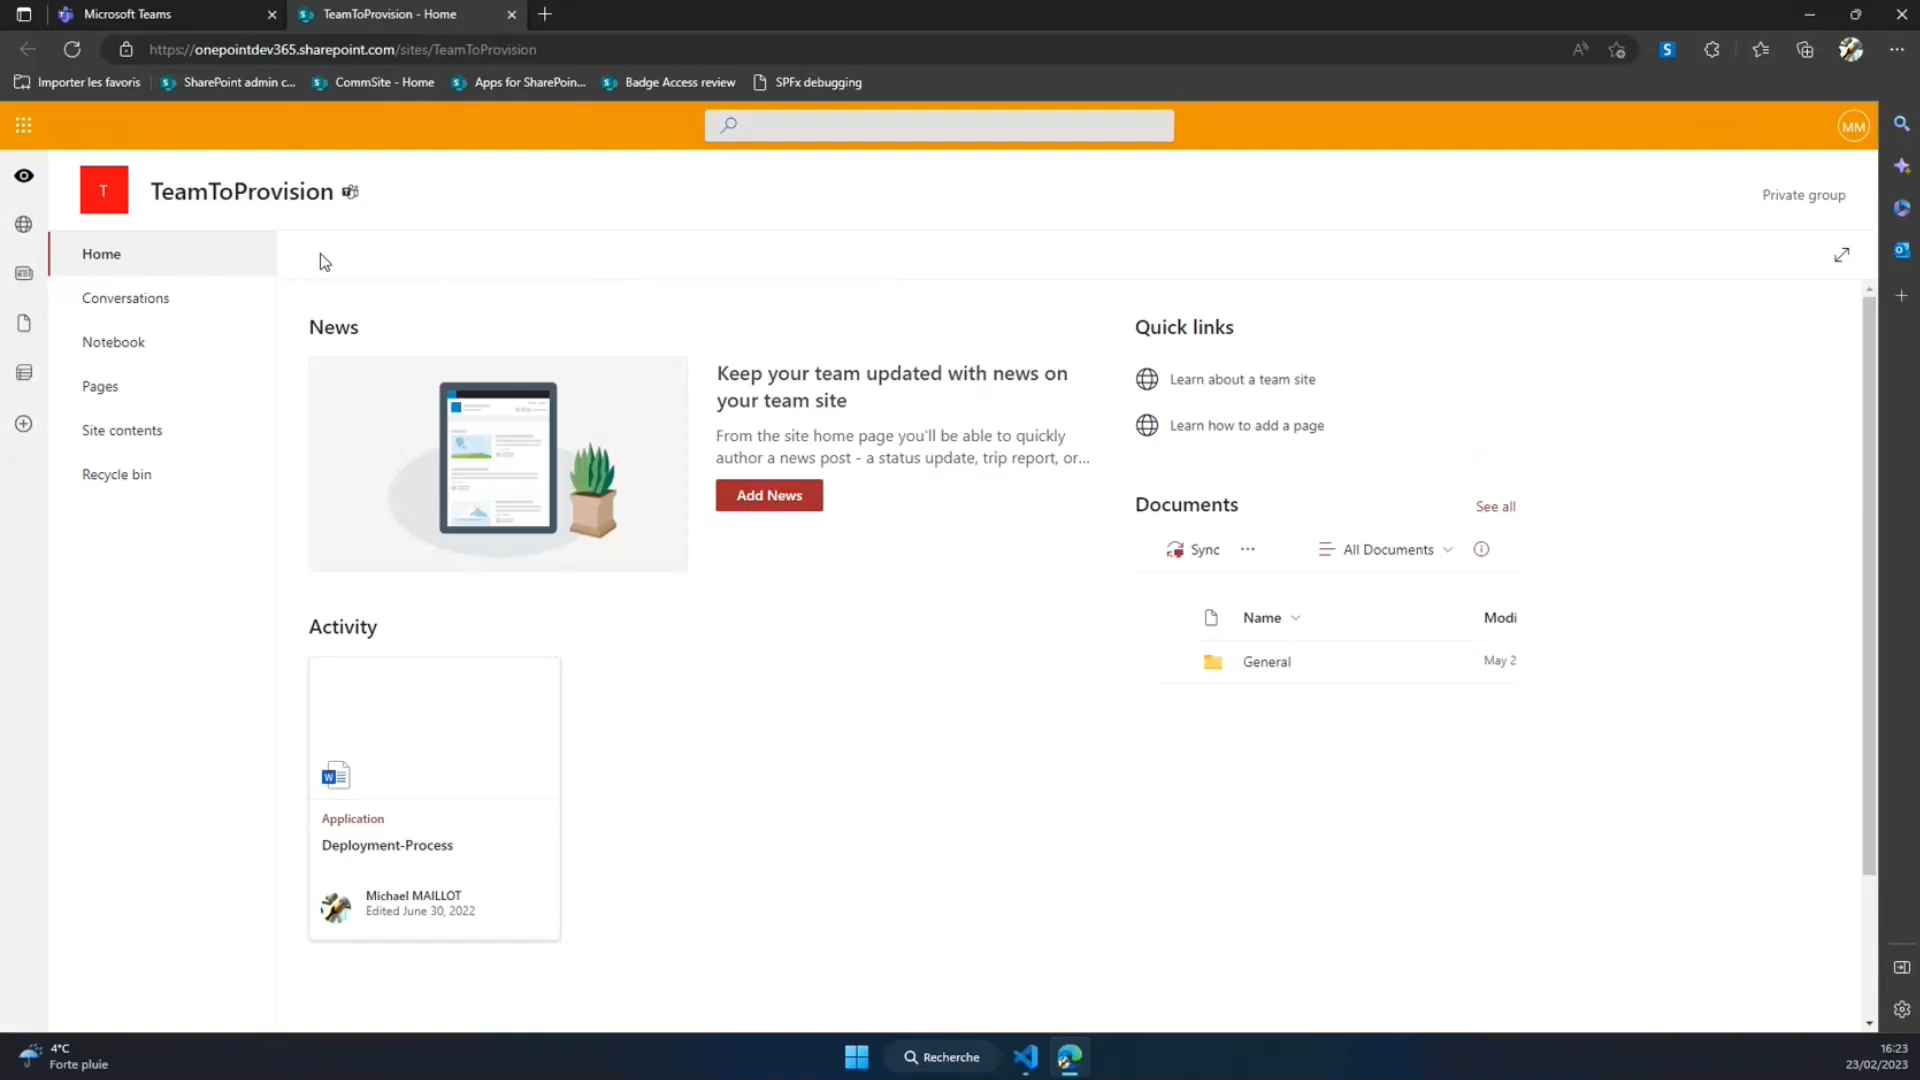 Microsoft Teams
TeamToProvision - Home
https://onepointdev365.sharepoint.com/sites/TeamToProvision
Importer les favoris
SharePoint admin c...
CommSite - Home
Apps for SharePoin...
Badge Access review
SPFx debugging
MM
T
TeamToProvision
Private group
Home
Conversations
Notebook
Pages
Site contents
Recycle bin
News
Keep your team updated with news on
your team site
From the site home page you'll be able to quickly
author a news post - a status update, trip report, or...
Add News
Quick links
Learn about a team site
Learn how to add a page
Documents
See all
Sync
All Documents
Name
Modi
General
May 2
Activity
Application
Deployment-Process
Michael MAILLOT
Edited June 30, 2022
4°C
Forte pluie
Recherche
16:23
23/02/2023